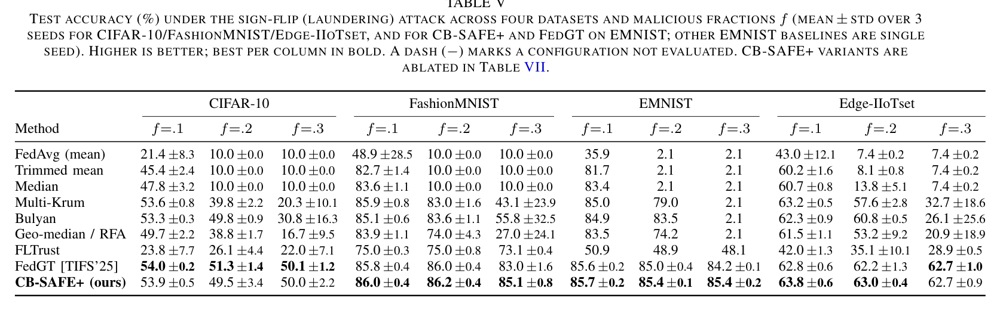 TABLE V
TEST ACCURACY (%) UNDER THE SIGN-FLIP (LAUNDERING) ATTACK ACROSS FOUR DATASETS AND MALICIOUS FRACTIONS f (MEAN ± STD OVER 3
SEEDS FOR CIFAR-10/FASHIONMNIST/EDGE-IIOTSET, AND FOR CB-SAFE+ AND FEDGT ON EMNIST; OTHER EMNIST BASELINES ARE SINGLE
SEED). HIGHER IS BETTER; BEST PER COLUMN IN BOLD. A DASH (−) MARKS A CONFIGURATION NOT EVALUATED. CB-SAFE+ VARIANTS ARE
ABLATED IN TABLE VII.
CIFAR-10 FashionMNIST EMNIST Edge-IIoTset
Method f=.1 f=.2 f=.3 f=.1 f=.2 f=.3 f=.1 f=.2 f=.3 f=.1 f=.2 f=.3
FedAvg (mean) 21.4 ±8.3 10.0 ±0.0 10.0 ±0.0 48.9 ±28.5 10.0 ±0.0 10.0 ±0.0 35.9 2.1 2.1 43.0 ±12.1 7.4 ±0.2 7.4 ±0.2
Trimmed mean 45.4 ±2.4 10.0 ±0.0 10.0 ±0.0 82.7 ±1.4 10.0 ±0.0 10.0 ±0.0 81.7 2.1 2.1 60.2 ±1.6 8.1 ±0.8 7.4 ±0.2
Median 47.8 ±3.2 10.0 ±0.0 10.0 ±0.0 83.6 ±1.1 10.0 ±0.0 10.0 ±0.0 83.4 2.1 2.1 60.7 ±0.8 13.8 ±5.1 7.4 ±0.2
Multi-Krum 53.6 ±0.8 39.8 ±2.2 20.3 ±10.1 85.9 ±0.8 83.0 ±1.6 43.1 ±23.9 85.0 79.0 2.1 63.2 ±0.5 57.6 ±2.8 32.7 ±18.6
Bulyan 53.3 ±0.3 49.8 ±0.9 30.8 ±16.3 85.1 ±0.6 83.6 ±1.1 55.8 ±32.5 84.9 83.5 2.1 62.3 ±0.9 60.8 ±0.5 26.1 ±25.6
Geo-median / RFA 49.7 ±2.2 38.8 ±1.7 16.7 ±9.5 83.9 ±1.1 74.0 ±4.3 27.0 ±24.1 83.5 74.2 2.1 61.5 ±1.1 53.2 ±9.2 20.9 ±18.9
FLTrust 23.8 ±7.7 26.1 ±4.4 22.0 ±7.1 75.0 ±0.3 75.0 ±0.8 73.1 ±0.4 50.9 48.9 48.1 42.0 ±1.3 35.1 ±10.1 28.9 ±0.5
FedGT [TIFS'25] 54.0 ±0.2 51.3 ±1.4 50.1 ±1.2 85.8 ±0.4 86.0 ±0.4 83.0 ±1.6 85.6 ±0.2 85.0 ±0.4 84.2 ±0.1 62.8 ±0.6 62.2 ±1.3 62.7 ±1.0
CB-SAFE+ (ours) 53.9 ±0.5 49.5 ±3.4 50.0 ±2.2 86.0 ±0.4 86.2 ±0.4 85.1 ±0.8 85.7 ±0.2 85.4 ±0.1 85.4 ±0.2 63.8 ±0.6 63.0 ±0.4 62.7 ±0.9